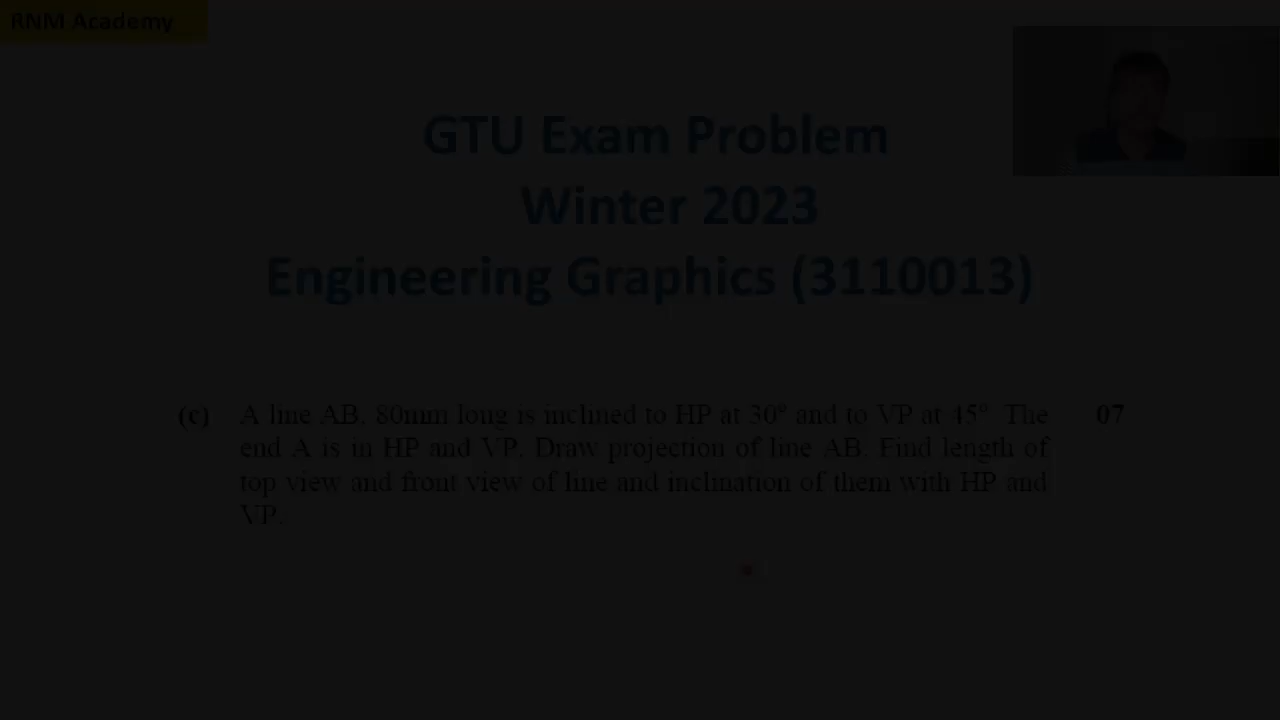 RNM Academy
GTU Exam Problem
Winter 2023
Engineering Graphics (3110013)
(c) A line AB, 80mm long is inclined to HP at 30° and to VP at 45° The 07
end A is in HP and VP. Draw projection of line AB. Find length of
top view and front view of line and inclination of them with HP and
VP.